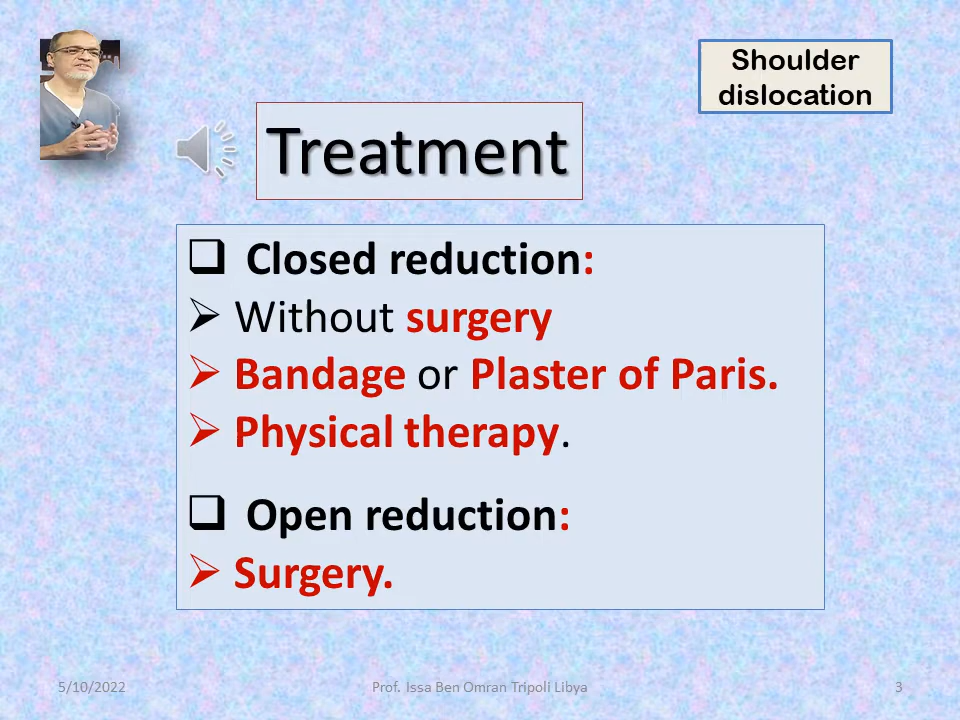 Shoulder
dislocation
Treatment
Closed reduction:
Without surgery
Bandage or Plaster of Paris.
Physical therapy.
Open reduction:
Surgery.
5/10/2022
Prof. Issa Ben Omran Tripoli Libya
3